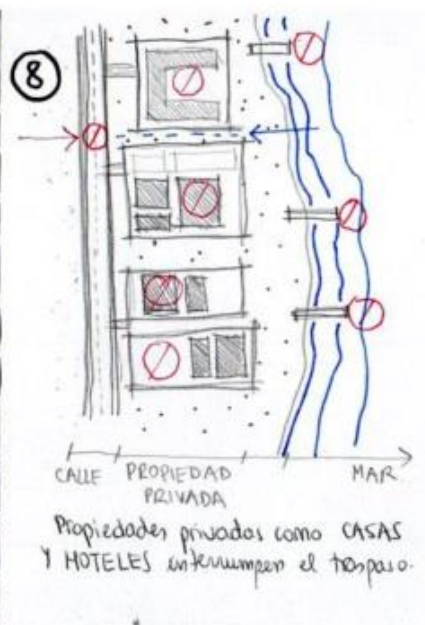 8
CALLE PROPIEDAD MAR
PRIVADA
Propiedades privadas como CASAS
Y HOTELES interrumpen el traspaso.